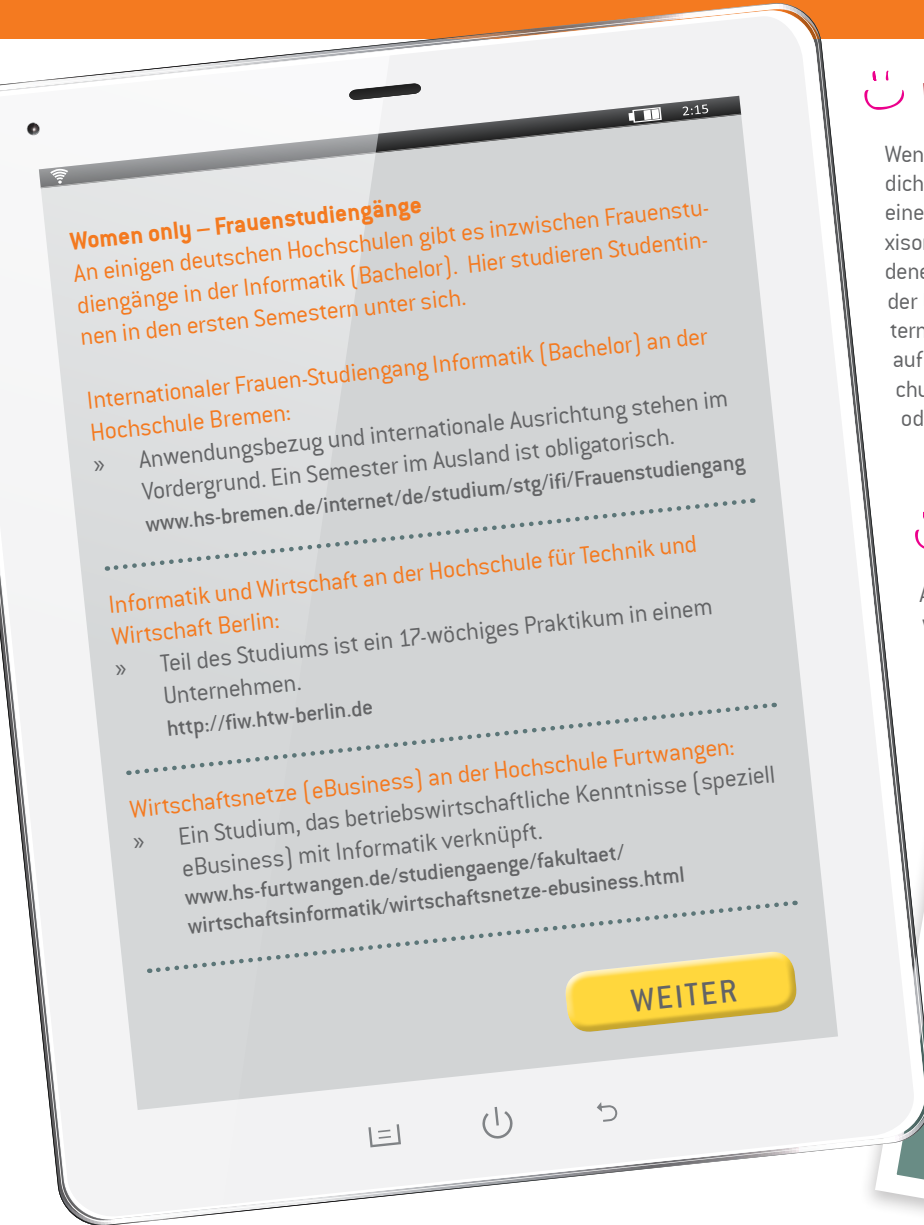 2:15
Women only – Frauenstudiengänge
An einigen deutschen Hochschulen gibt es inzwischen Frauenstu-
diengänge in der Informatik (Bachelor). Hier studieren Studentin-
nen in den ersten Semestern unter sich.
Internationaler Frauen-Studiengang Informatik (Bachelor) an der
Hochschule Bremen:
» Anwendungsbezug und internationale Ausrichtung stehen im
Vordergrund. Ein Semester im Ausland ist obligatorisch.
www.hs-bremen.de/internet/de/studium/stg/ifi/Frauenstudiengang
Informatik und Wirtschaft an der Hochschule für Technik und
Wirtschaft Berlin:
» Teil des Studiums ist ein 17-wöchiges Praktikum in einem
Unternehmen.
http://fiw.htw-berlin.de
Wirtschaftsnetze (eBusiness) an der Hochschule Furtwangen:
» Ein Studium, das betriebswirtschaftliche Kenntnisse (speziell
eBusiness) mit Informatik verknüpft.
www.hs-furtwangen.de/studiengaenge/fakultaet/
wirtschaftsinformatik/wirtschaftsnetze-ebusiness.html
WEITER
dich
eine
der
auf